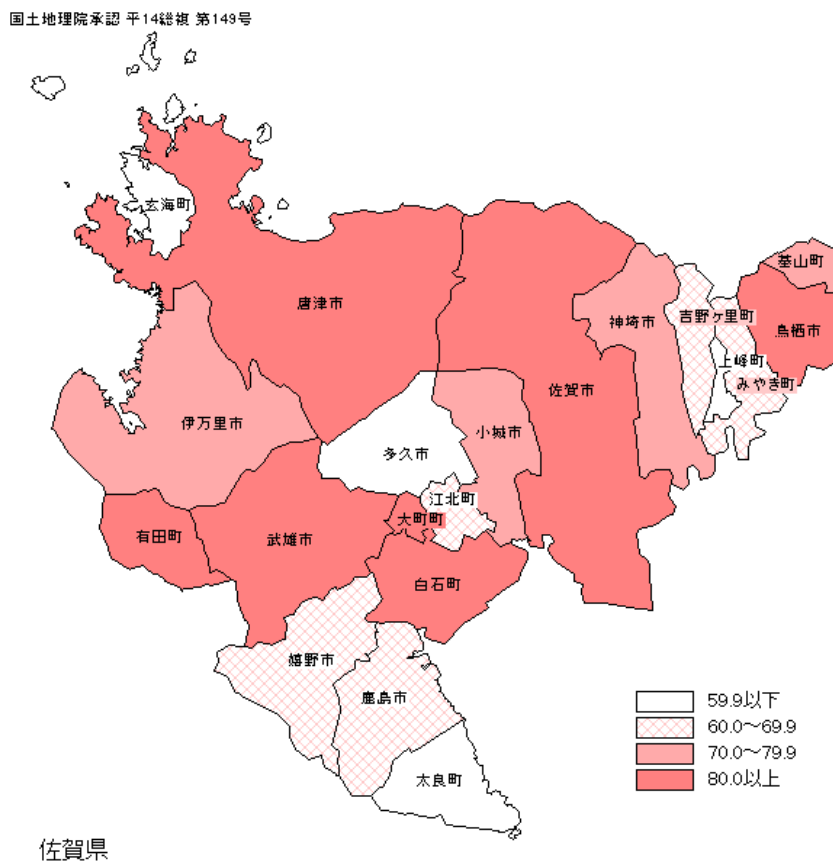 国土地理院承認 平14総複 第149号
玄海町
唐津市
基山町
吉野ヶ里町
神埼市
鳥栖市
上峰町
みやき町
佐賀市
伊万里市
小城市
多久市
江北町
大町町
有田町
武雄市
白石町
嬉野市
鹿島市
太良町
59.9以下
60.0〜69.9
70.0〜79.9
80.0以上
佐賀県